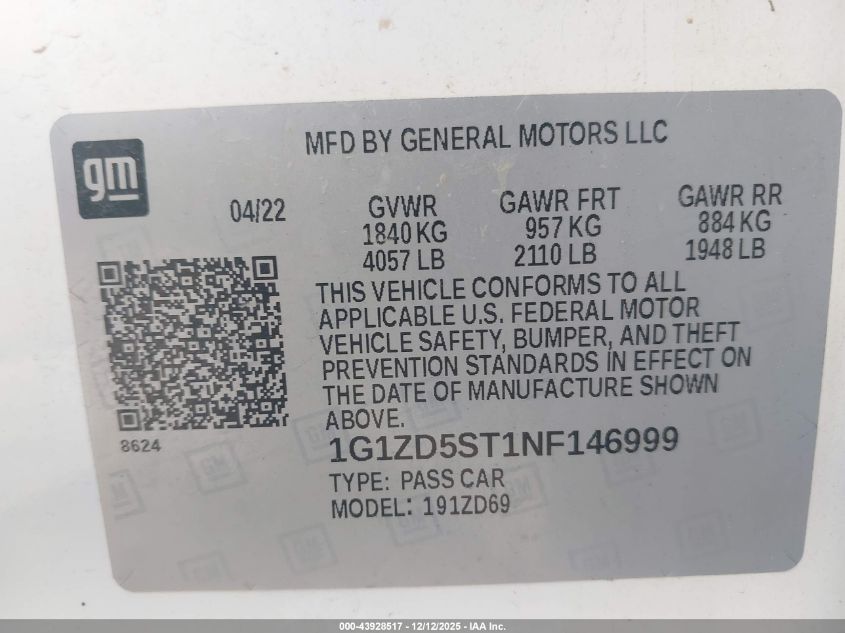 MFD BY GENERAL MOTORS LLC
gm
04/22
GVWR GAWR FRT GAWR RR
1840 KG 957 KG 884 KG
4057 LB 2110 LB 1948 LB
THIS VEHICLE CONFORMS TO ALL
APPLICABLE U.S. FEDERAL MOTOR
VEHICLE SAFETY, BUMPER, AND THEFT
PREVENTION STANDARDS IN EFFECT ON
THE DATE OF MANUFACTURE SHOWN
ABOVE.
8624
1G1ZD5ST1NF146999
TYPE: PASS CAR
MODEL: 191ZD69
000-43928517 - 12/12/2025 - IAA Inc.